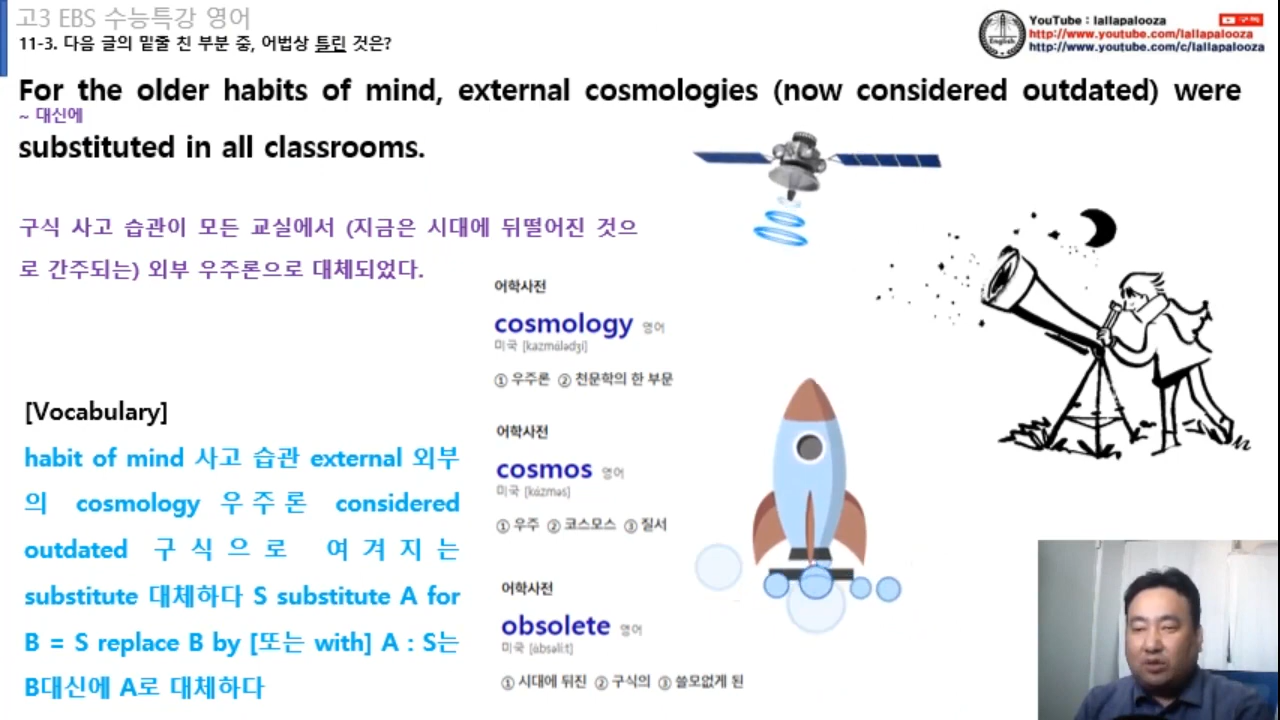 고3 EBS 수능특강 영어
11-3. 다음 글의 밑줄 친 부분 중, 어법상 틀린 것은?
YouTube : lallapalooza
구독
http://www.youtube.com/lallapalooza
http://www.youtube.com/c/lallapalooza
English
For the older habits of mind, external cosmologies (now considered outdated) were
~ 대신에
substituted in all classrooms.
구식 사고 습관이 모든 교실에서 (지금은 시대에 뒤떨어진 것으
로 간주되는) 외부 우주론으로 대체되었다.
어학사전
cosmology 영어
미국 [kazmάlədʒi]
① 우주론 ② 천문학의 한 부문
어학사전
cosmos 영어
미국 [kάzməs]
① 우주 ② 코스모스 ③ 질서
어학사전
obsolete 영어
미국 [ὰbsəlíːt]
① 시대에 뒤진 ② 구식의 ③ 쓸모없게 된
[Vocabulary]
habit of mind 사고 습관 external 외부
의 cosmology 우주론 considered
outdated 구식으로 여겨지는
substitute 대체하다 S substitute A for
B = S replace B by [또는 with] A : S는
B대신에 A로 대체하다